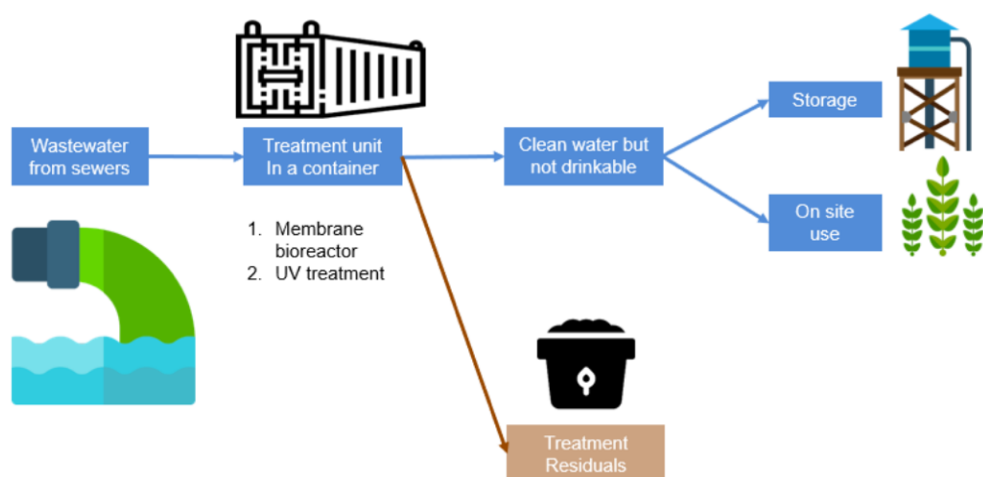 Wastewater
from sewers
Treatment unit
In a container
Clean water but
not drinkable
Storage
On site
use
1. Membrane
bioreactor
2. UV treatment
Treatment
Residuals